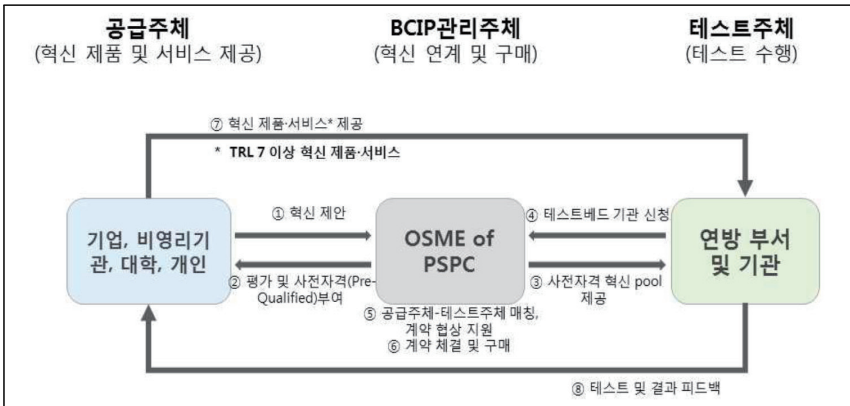 공급주체
(혁신 제품 및 서비스 제공)
BCIP관리주체
(혁신 연계 및 구매)
테스트주체
(테스트 수행)
⑦ 혁신 제품·서비스* 제공
* TRL 7 이상 혁신 제품·서비스
기업, 비영리기
관, 대학, 개인
① 혁신 제안
② 평가 및 사전자격(Pre-
Qualified)부여
OSME of
PSPC
④ 테스트베드 기관 신청
③ 사전자격 혁신 pool
제공
연방 부서
및 기관
⑤ 공급주체-테스트주체 매칭,
계약 협상 지원
⑥ 계약 체결 및 구매
⑧ 테스트 및 결과 피드백